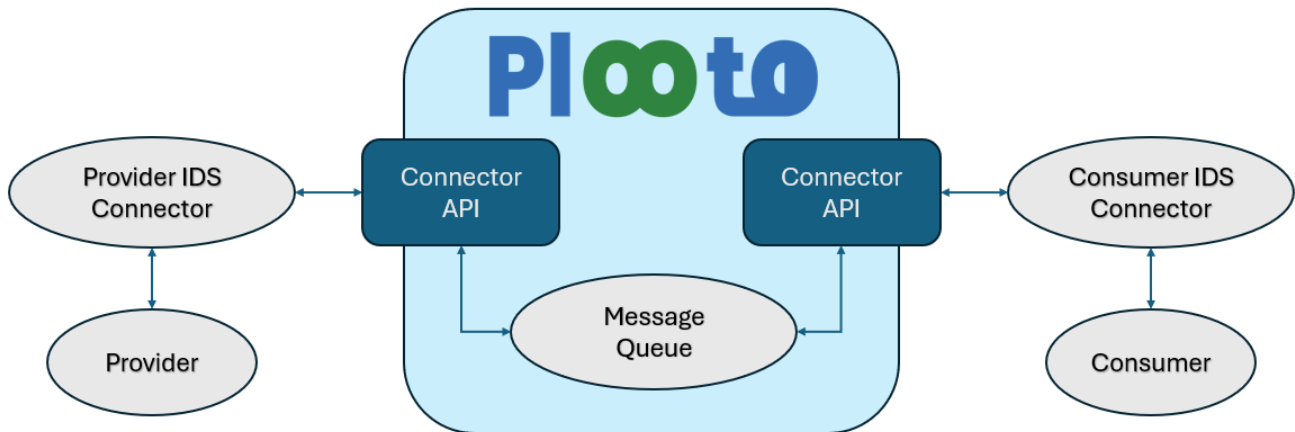 Plooto
Provider IDS
Connector
Connector
API
Connector
API
Consumer IDS
Connector
Message
Queue
Provider
Consumer